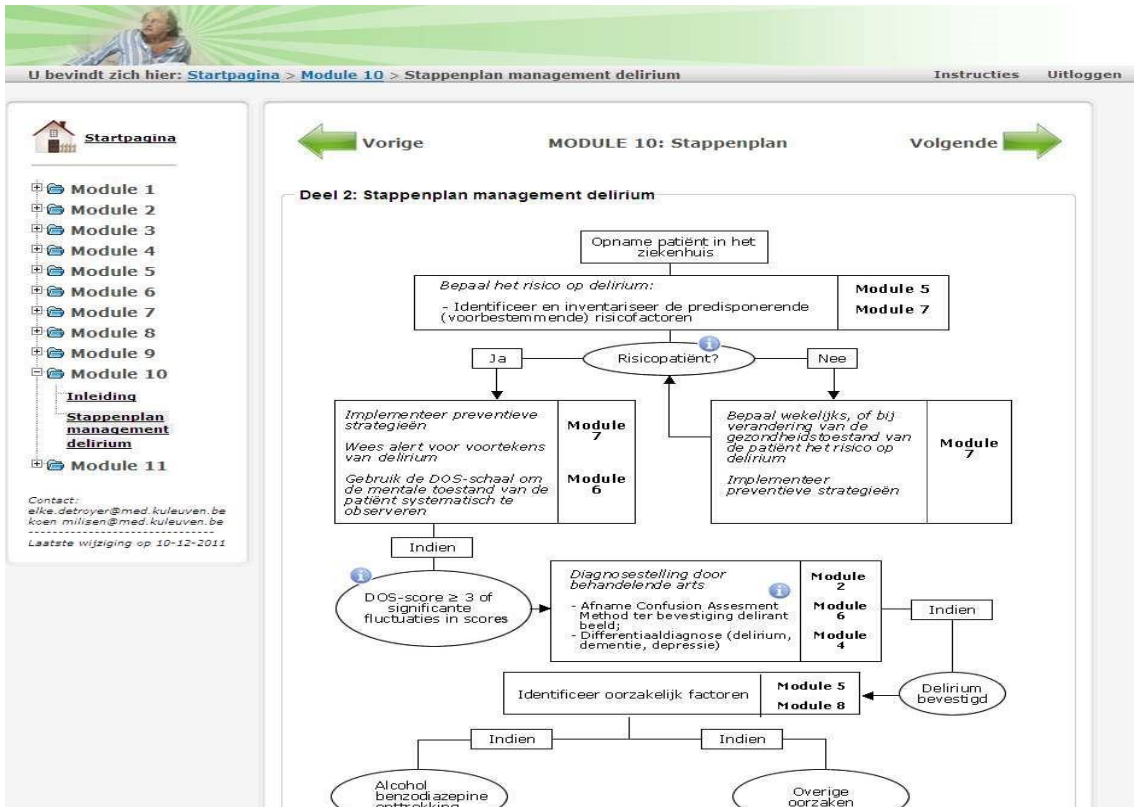 U bevindt zich hier: Startpagina > Module 10 > Stappenplan management delirium
Instructies Uitloggen
Startpagina
Module 1
Module 2
Module 3
Module 4
Module 5
Module 6
Module 7
Module 8
Module 9
Module 10
Inleiding
Stappenplan
management
delirium
Module 11
Contact:
elke.detroyer@med.kuleuven.be
koen milisen@med.kuleuven.be
Laatste wijziging op 10-12-2011
Vorige
MODULE 10: Stappenplan
Volgende
Deel 2: Stappenplan management delirium
Opname patiënt in het
ziekenhuis
Bepaal het risico op delirium:
- Identificeer en inventariseer de predisponerende
(voorbestemmende) risicofactoren
Module 5
Module 7
Ja
Risicopatiënt?
Nee
Implementeer preventieve
strategieën
Wees alert voor voortekens
van delirium
Gebruik de DOS-schaal om
de mentale toestand van de
patiënt systematisch te
observeren
Module
7
Module
6
Bepaal wekelijks, of bij
verandering van de
gezondheidstoestand van
de patiënt het risico op
delirium
Implementeer
preventieve strategieën
Module
7
Indien
DOS-score ≥ 3 of
significante
fluctuaties in scores
Diagnosestelling door
behandelende arts
- Afname Confusion Assesment
Method ter bevestiging delirant
beeld;
- Differentiaaldiagnose (delirium,
dementie, depressie)
Module
2
Module
6
Module
4
Indien
Delirium
bevestigd
Identificeer oorzakelijk factoren
Module 5
Module 8
Indien
Indien
Alcohol
benzodiazepine
onttrekking
Overige
oorzaken